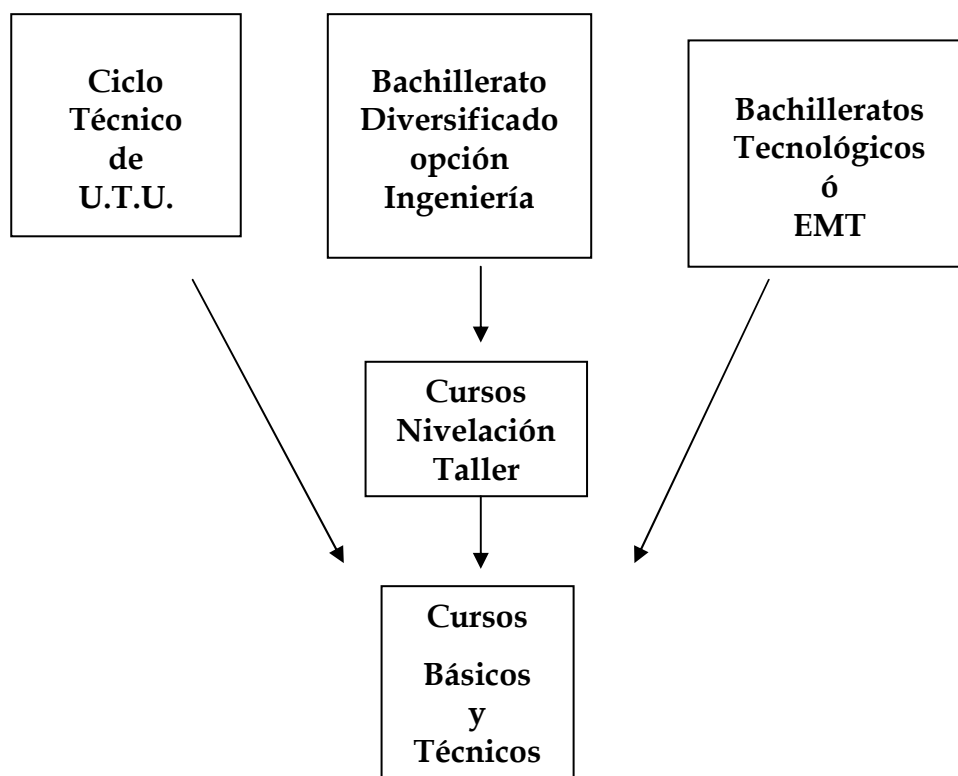 Ciclo
Técnico
de
U.T.U.
Bachillerato
Diversificado
opción
Ingeniería
Bachilleratos
Tecnológicos
ó
EMT
Cursos
Nivelación
Taller
Cursos
Básicos
y
Técnicos